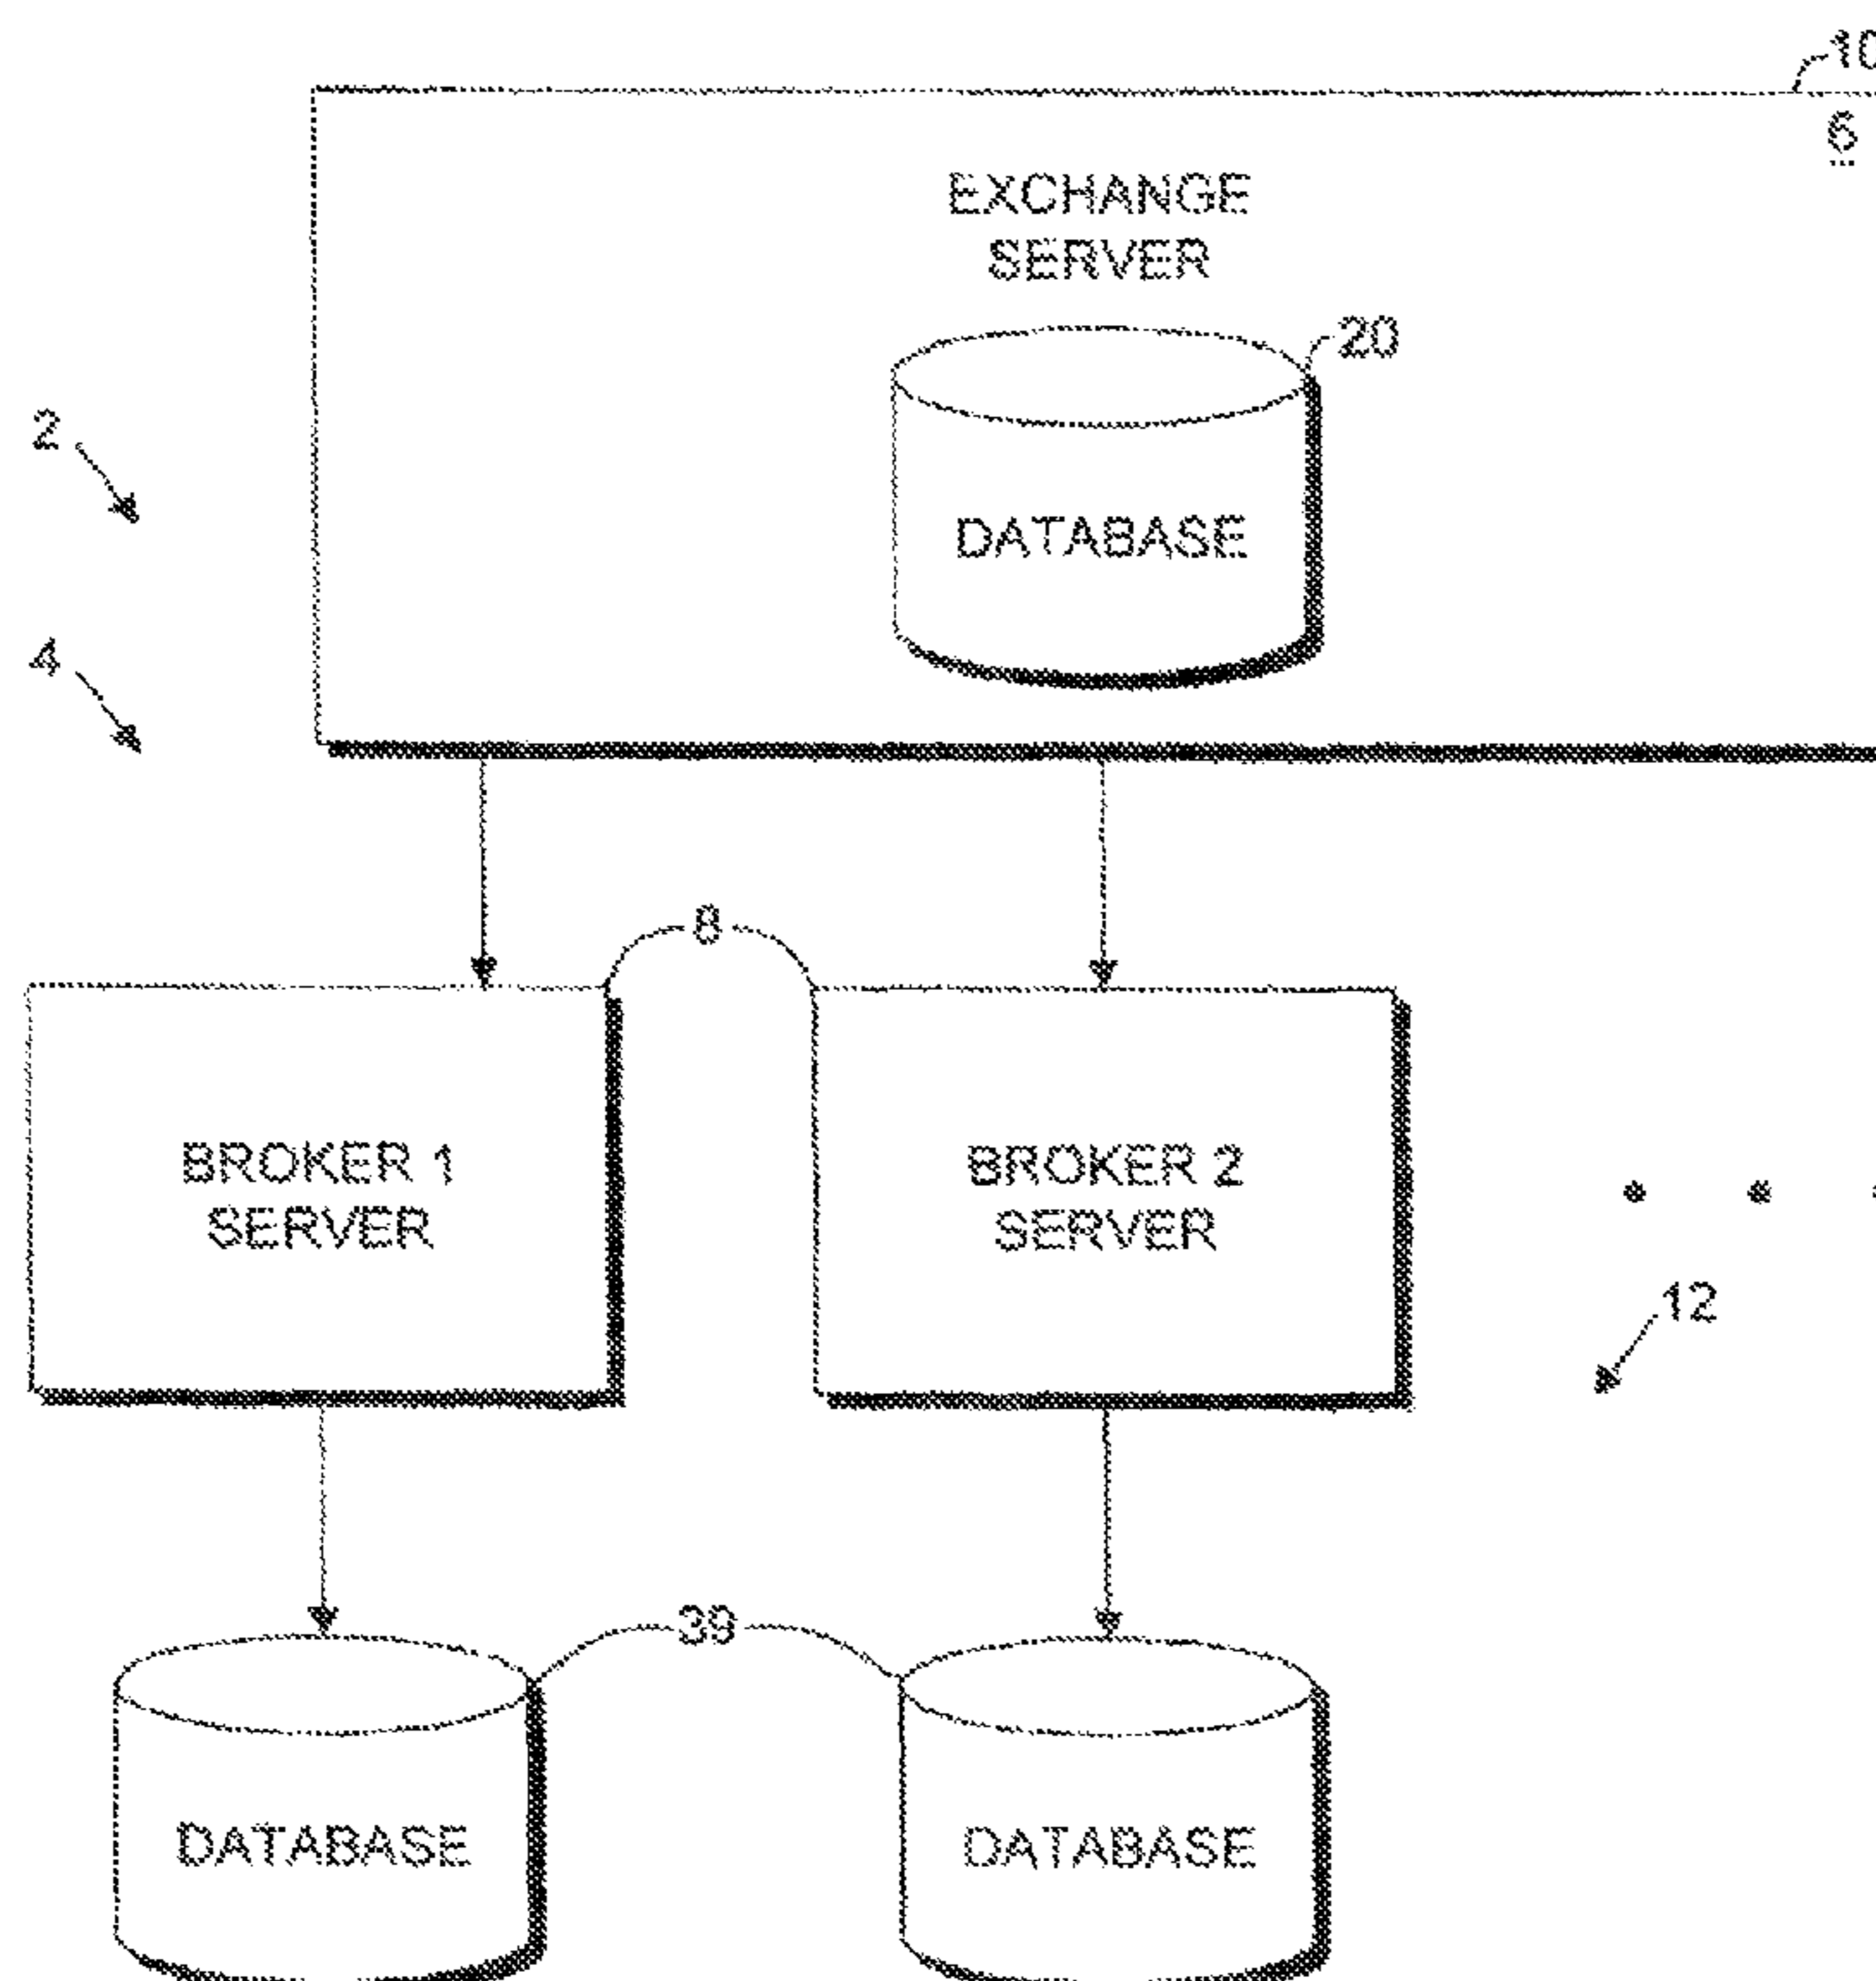 10
6
EXCHANGE
SERVER
20
DATABASE
2
4
8
BROKER 1
SERVER
BROKER 2
SERVER
12
39
DATABASE
DATABASE